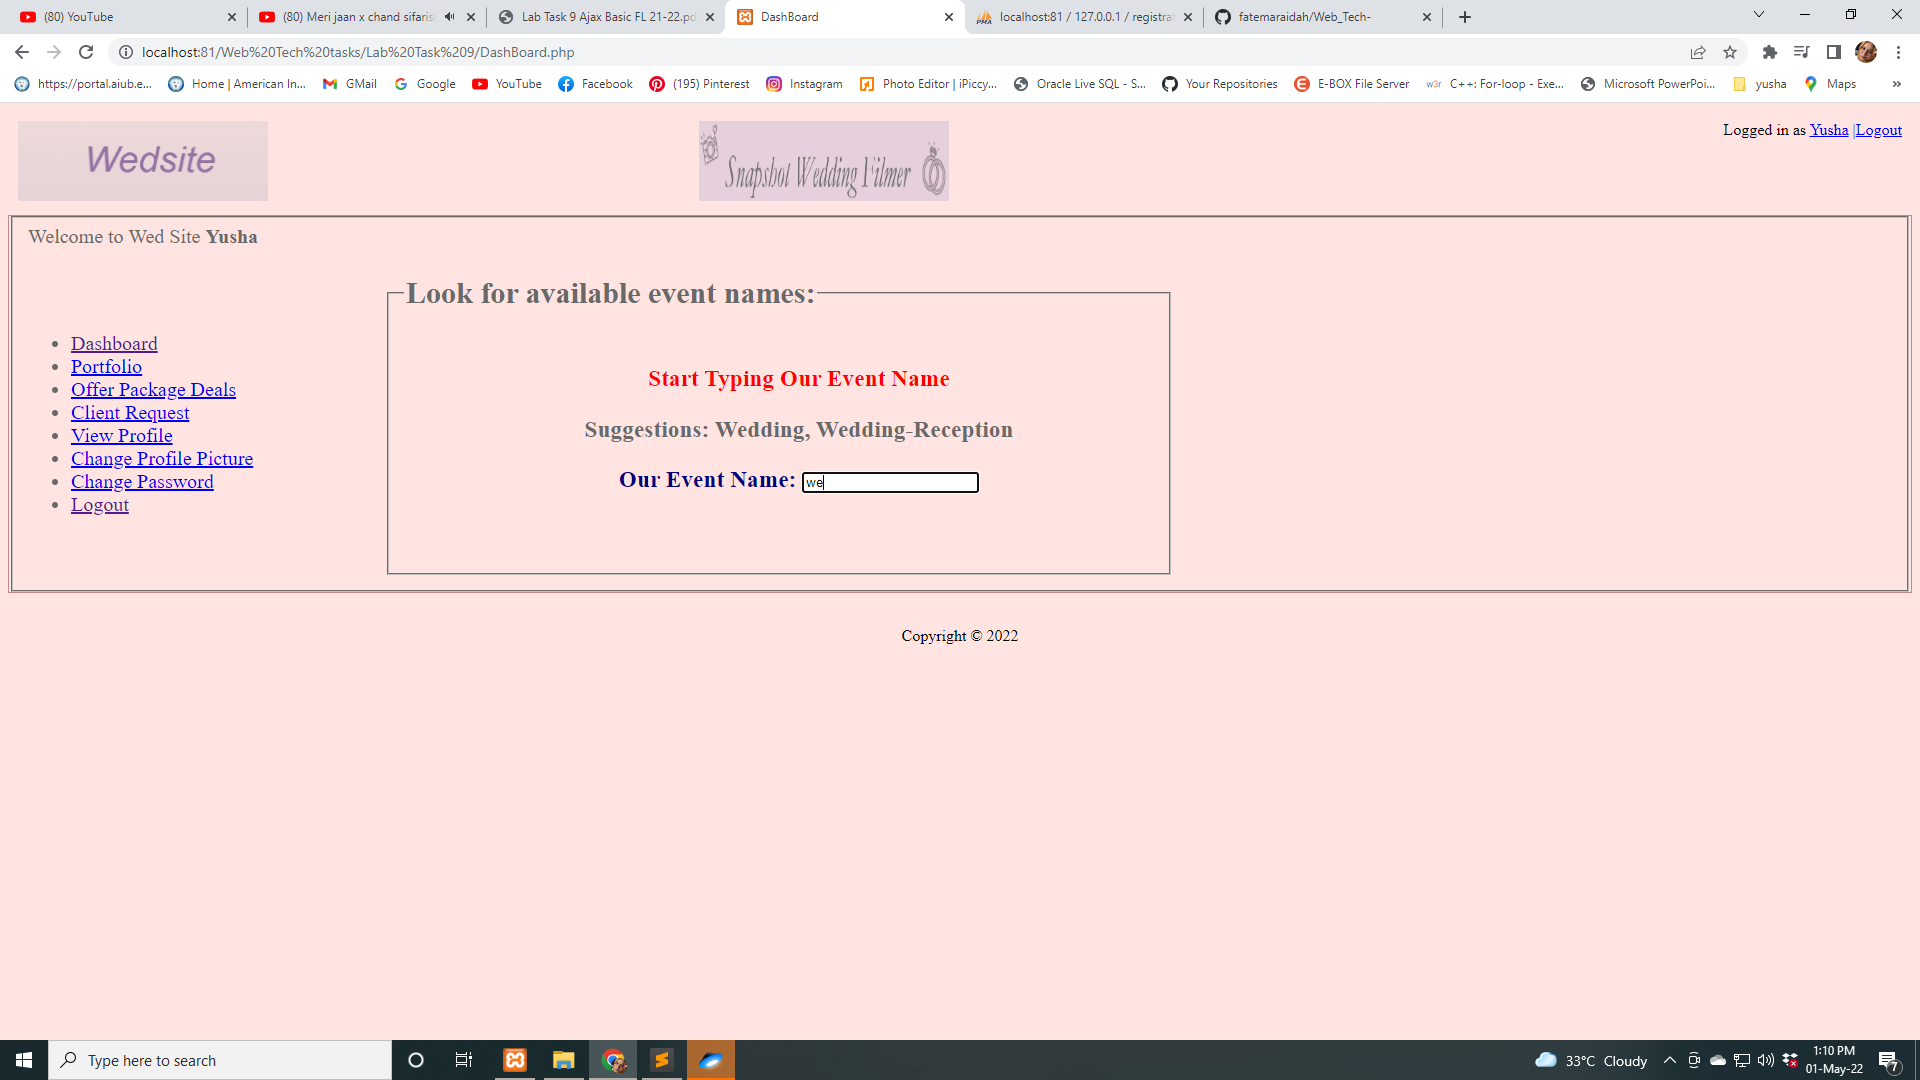 (80) YouTube
(80) Meri jaan x chand sifaris
Lab Task 9 Ajax Basic FL 21-22.pd
DashBoard
localhost:81 / 127.0.0.1 / registra
fatemaraidah/Web_Tech-
localhost:81/Web%20Tech%20tasks/Lab%20Task%209/DashBoard.php
https://portal.aiub.e...
Home | American In...
GMail
Google
YouTube
Facebook
(195) Pinterest
Instagram
Photo Editor | iPiccy...
Oracle Live SQL - S...
Your Repositories
E-BOX File Server
C++: For-loop - Exe...
Microsoft PowerPoi...
yusha
Maps
»
Wedsite
Snapshot Wedding Filmer
Logged in as Yusha |Logout
Welcome to Wed Site Yusha
Dashboard
Portfolio
Offer Package Deals
Client Request
View Profile
Change Profile Picture
Change Password
Logout
Look for available event names:
Start Typing Our Event Name
Suggestions: Wedding, Wedding-Reception
Our Event Name: we
Copyright © 2022
Type here to search
33°C Cloudy
1:10 PM
01-May-22
7